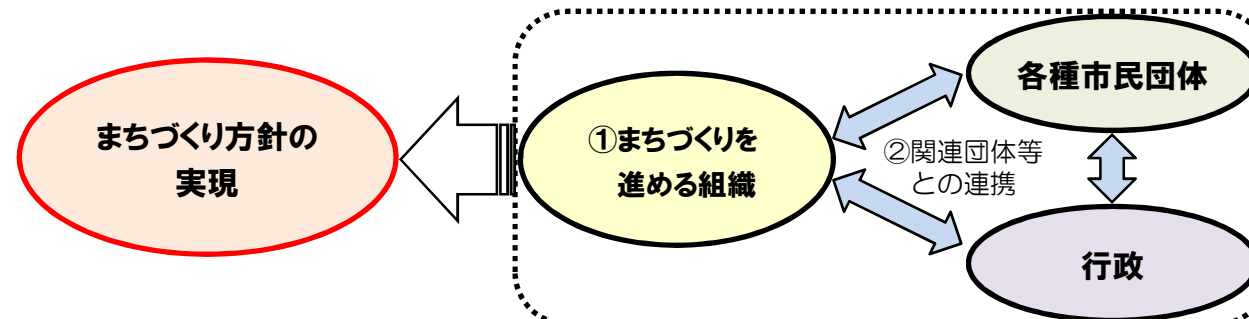 まちづくり方針の
実現
①まちづくりを
進める組織
②関連団体等
との連携
各種市民団体
行政